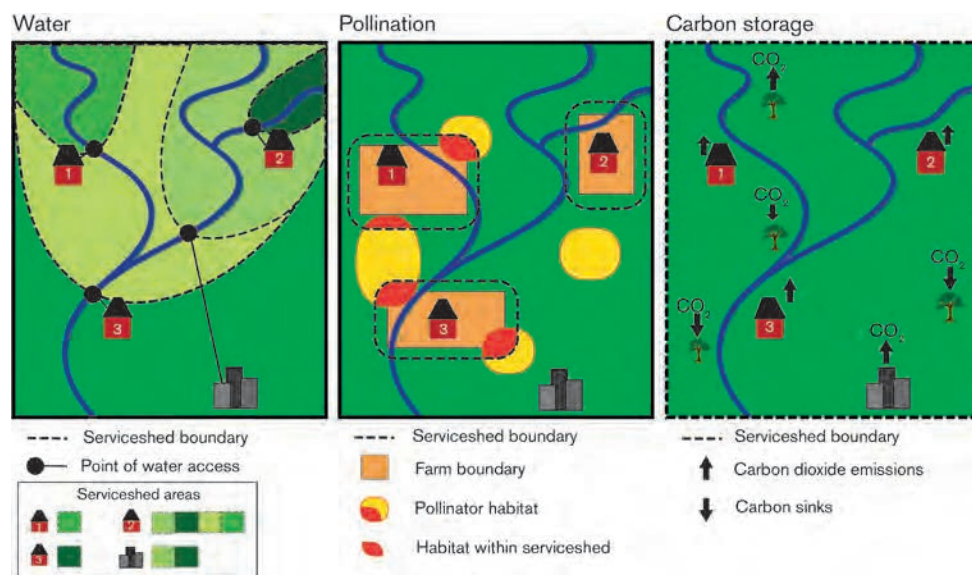 Water
Pollination
Carbon storage
1
2
3
1
2
3
CO2
1
2
CO2
CO2
3
CO2
CO2
Serviceshed boundary
Point of water access
Serviceshed areas
1
2
3
Serviceshed boundary
Farm boundary
Pollinator habitat
Habitat within serviceshed
Serviceshed boundary
Carbon dioxide emissions
Carbon sinks